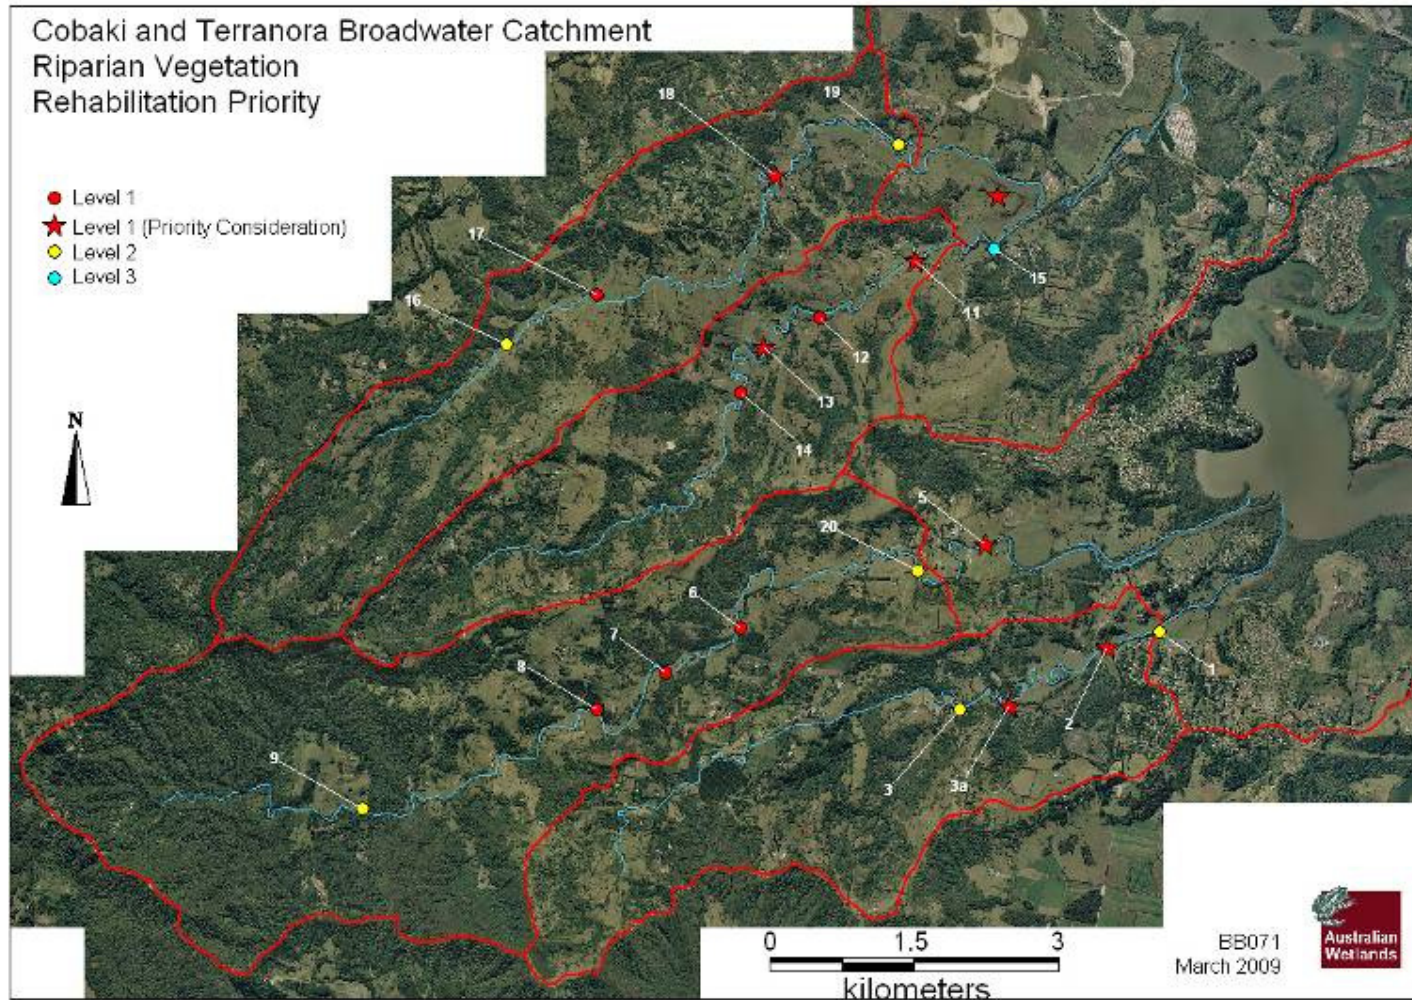 Cobaki and Terranora Broadwater Catchment
Riparian Vegetation
Rehabilitation Priority
Level 1
Level 1 (Priority Consideration)
Level 2
Level 3
N
18
19
17
16
15
11
12
13
14
5
20
6
7
8
9
1
2
3
3a
0 1.5 3
kilometers
BB071
March 2009
Australian
Wetlands